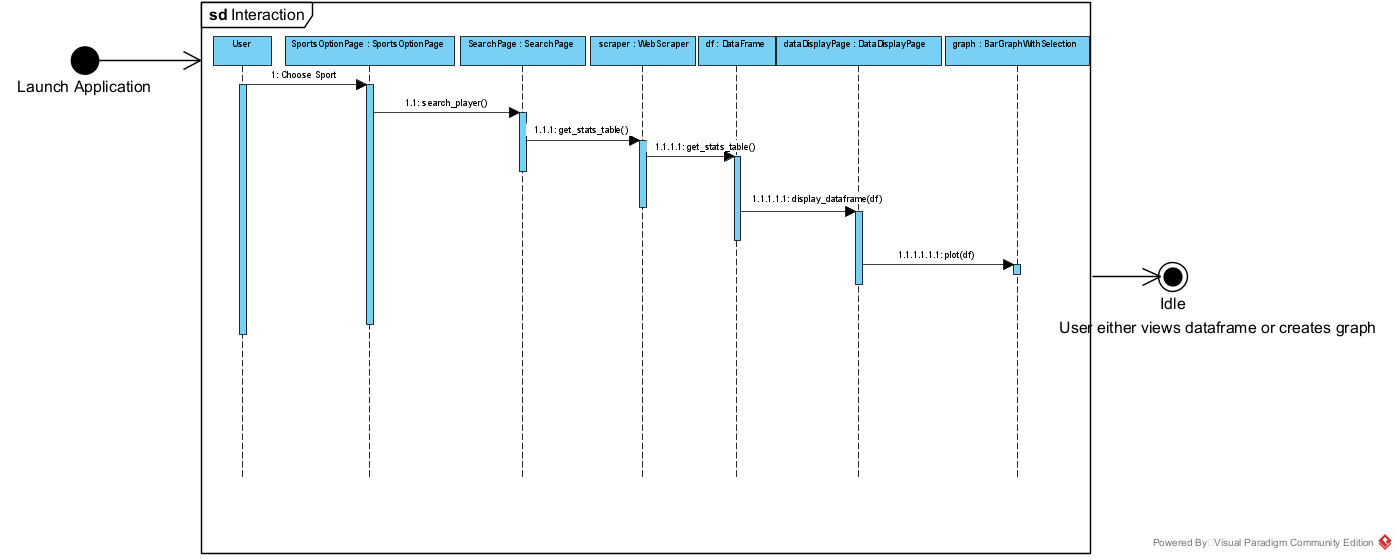 sd Interaction
User
SportsOptionPage : SportsOptionPage
SearchPage : SearchPage
scraper : WebScraper
df : DataFrame
dataDisplayPage : DataDisplayPage
graph : BarGraphWithSelection
Launch Application
1: Choose Sport
1.1: search_player()
1.1.1: get_stats_table()
1.1.1.1: get_stats_table()
1.1.1.1.1: display_dataframe(df)
1.1.1.1.1.1: plot(df)
Idle
User either views dataframe or creates graph
Powered By Visual Paradigm Community Edition